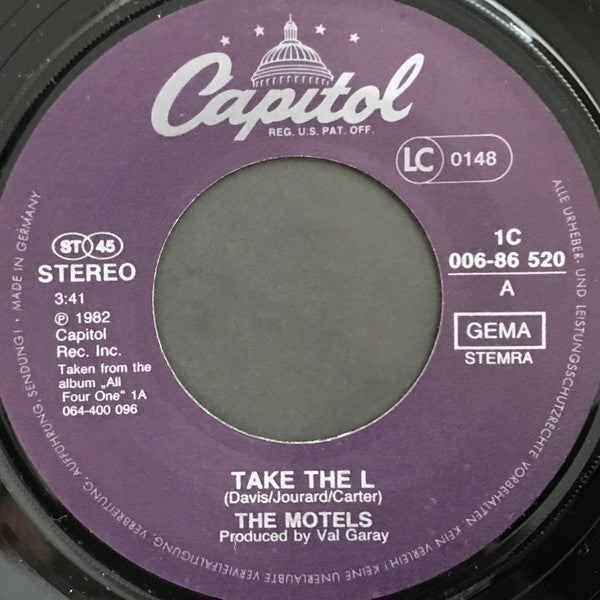 Capitol
REG. U.S. PAT. OFF.
LC 0148
ST 45
STEREO
3:41
℗ 1982
Capitol
Rec. Inc.
Taken from the
album „All
Four One" 1A
064-400 096
1C
006-86 520
A
GEMA
STEMRA
TAKE THE L
(Davis/Jourard/Carter)
THE MOTELS
Produced by Val Garay
ALLE URHEBER- UND LEISTUNGSSCHUTZRECHTE VORBEHALTEN. KEIN VERLEIH! KEINE UNERLAUBTE VERVIELFÄLTIGUNG, VERBREITUNG, AUFFÜHRUNG, SENDUNG! · MADE IN GERMANY